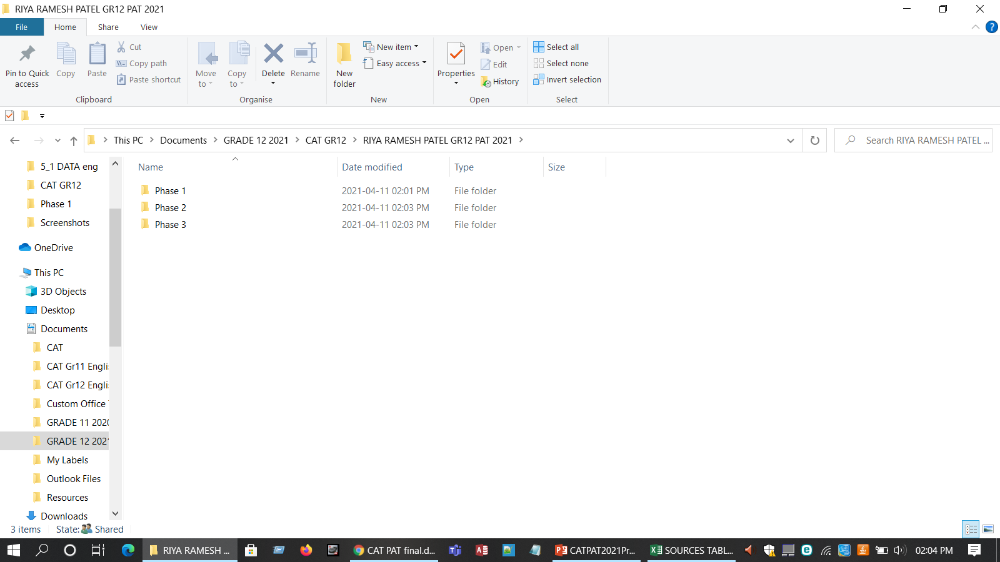 RIYA RAMESH PATEL GR12 PAT 2021
File Home Share View
Pin to Quick access
Copy
Paste
Cut
Copy path
Paste shortcut
Clipboard
Move to
Copy to
Delete
Rename
Organise
New folder
New item
Easy access
New
Properties
Open
Edit
History
Open
Select all
Select none
Invert selection
Select
This PC > Documents > GRADE 12 2021 > CAT GR12 > RIYA RAMESH PATEL GR12 PAT 2021 >
Search RIYA RAMESH PATEL ...
5_1 DATA eng
CAT GR12
Phase 1
Screenshots
OneDrive
This PC
3D Objects
Desktop
Documents
CAT
CAT Gr11 Engli
CAT Gr12 Engli
Custom Office
GRADE 11 2020
GRADE 12 2021
My Labels
Outlook Files
Resources
Downloads
Name Date modified Type Size
Phase 1 2021-04-11 02:01 PM File folder
Phase 2 2021-04-11 02:03 PM File folder
Phase 3 2021-04-11 02:03 PM File folder
3 items State: Shared
RIYA RAMESH ...
CAT PAT final.d...
CATPAT2021Pr...
SOURCES TABL...
02:04 PM